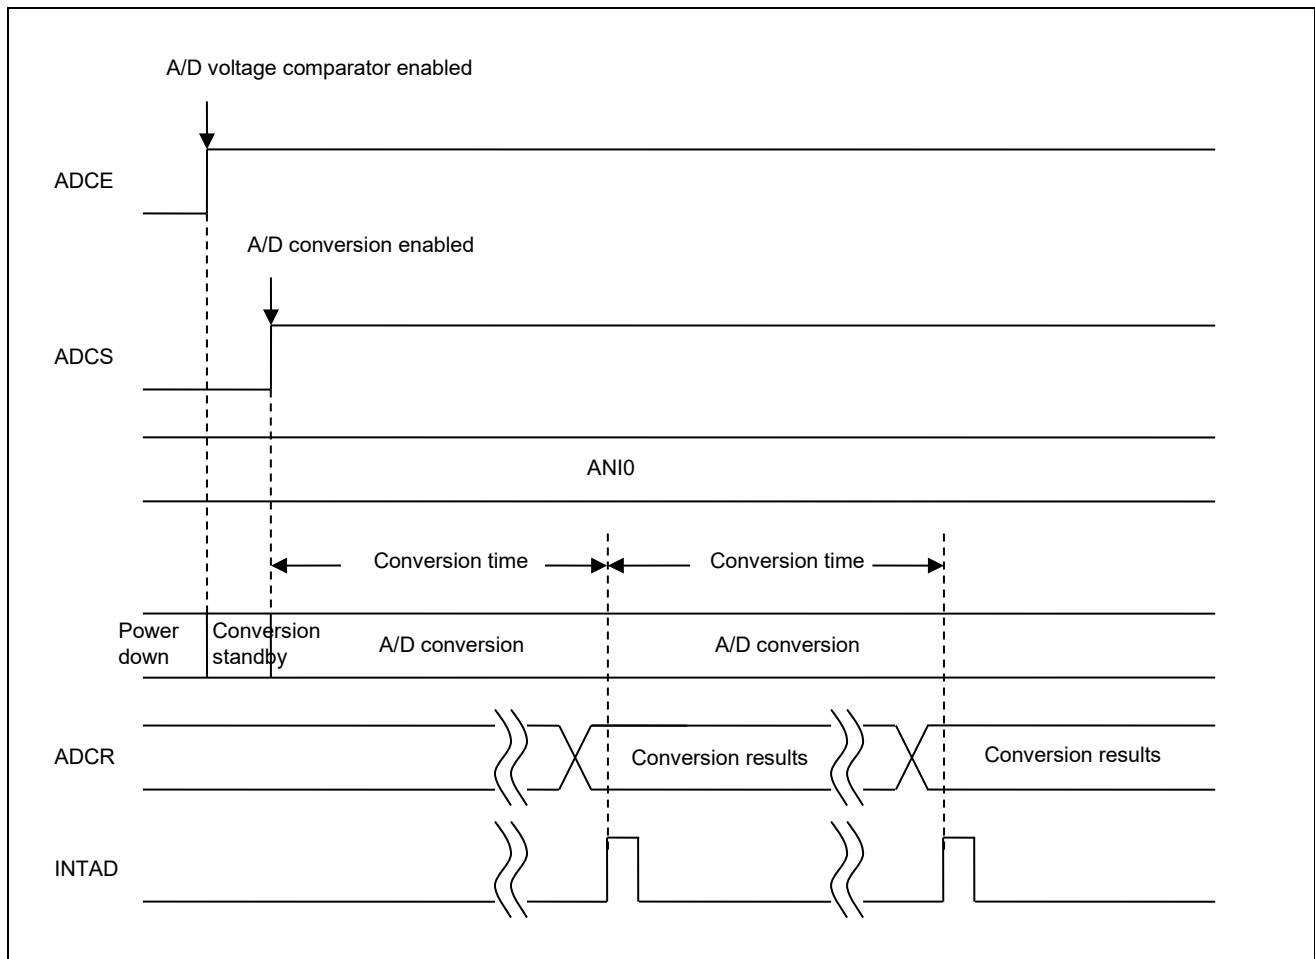 A/D voltage comparator enabled
ADCE
A/D conversion enabled
ADCS
ANI0
Conversion time
Conversion time
Power
down
Conversion
standby
A/D conversion
A/D conversion
ADCR
Conversion results
Conversion results
INTAD